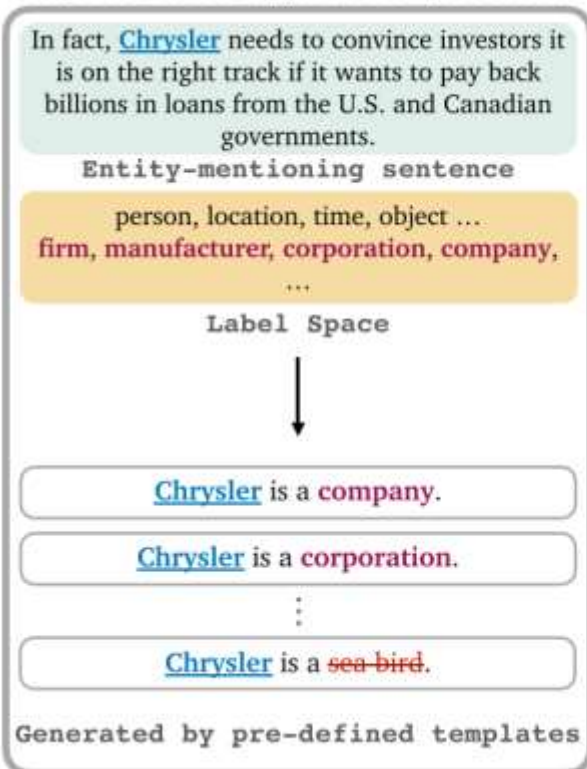 In fact, Chrysler needs to convince investors it
is on the right track if it wants to pay back
billions in loans from the U.S. and Canadian
governments.
Entity-mentioning sentence
person, location, time, object ...
firm, manufacturer, corporation, company,
...
Label Space
Chrysler is a company.
Chrysler is a corporation.
⋮
Chrysler is a sea bird.
Generated by pre-defined templates